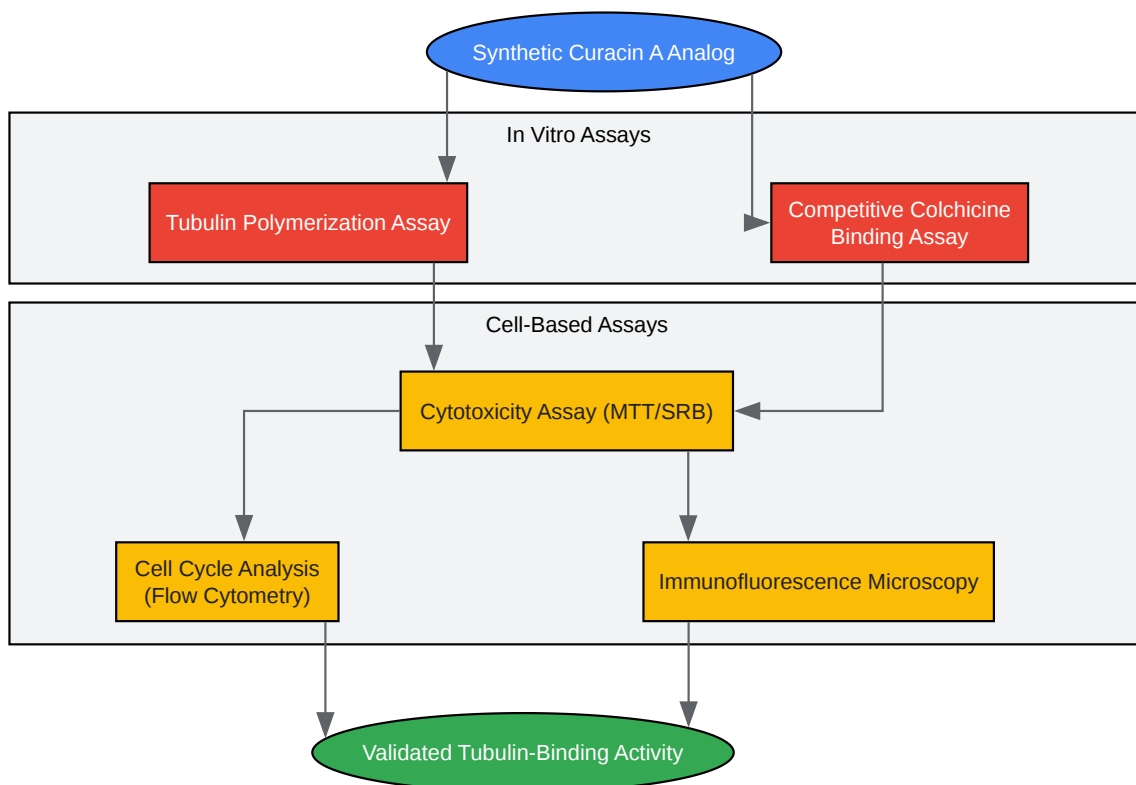 Synthetic Curacin A Analog
In Vitro Assays
Tubulin Polymerization Assay
Competitive Colchicine
Binding Assay
Cell-Based Assays
Cytotoxicity Assay (MTT/SRB)
Cell Cycle Analysis
(Flow Cytometry)
Immunofluorescence Microscopy
Validated Tubulin-Binding Activity